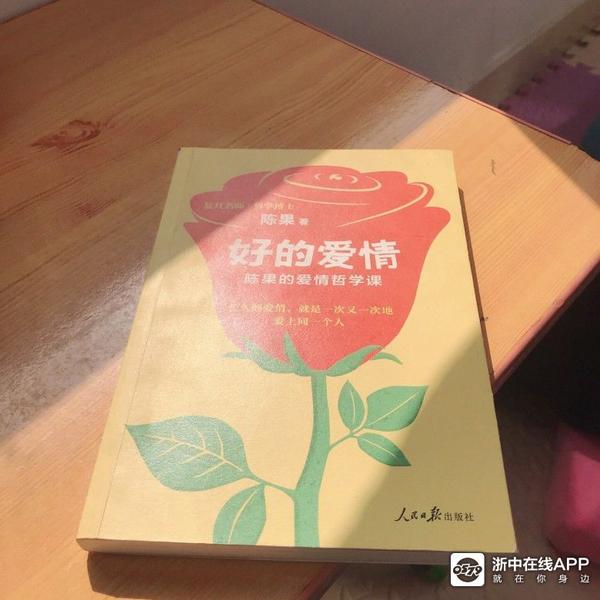 复旦名师 哲学博士
陈果 著
好的爱情
陈果的爱情哲学课
长久的爱情，就是一次又一次地
爱上同一个人
人民日报出版社
浙中在线APP
就在你身边